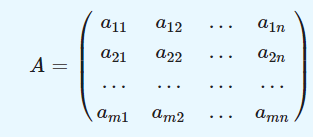 a₁₁ a₁₂ … a₁ₙ
a₂₁ a₂₂ … a₂ₙ
A = … … … …
aₘ₁ aₘ₂ … aₘₙ